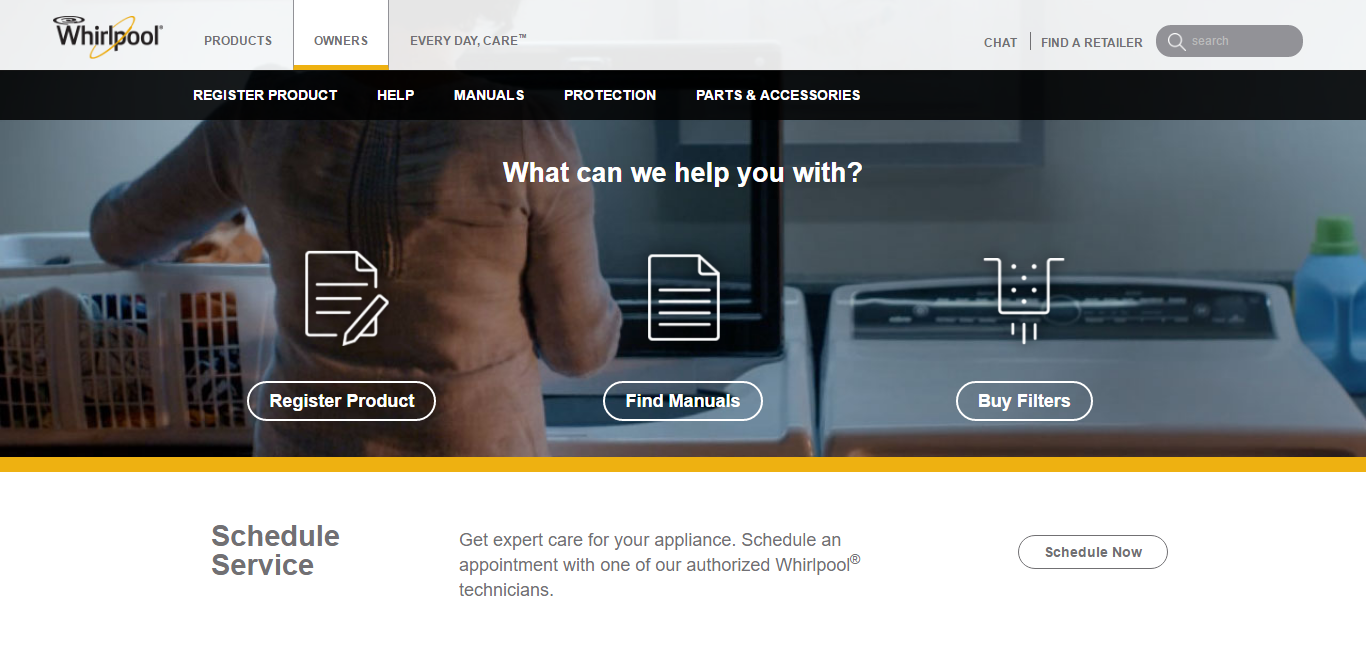 Whirlpool®
PRODUCTS
OWNERS
EVERY DAY, CARE™
CHAT
FIND A RETAILER
search
REGISTER PRODUCT
HELP
MANUALS
PROTECTION
PARTS & ACCESSORIES
What can we help you with?
Register Product
Find Manuals
Buy Filters
Schedule
Service
Get expert care for your appliance. Schedule an
appointment with one of our authorized Whirlpool®
technicians.
Schedule Now